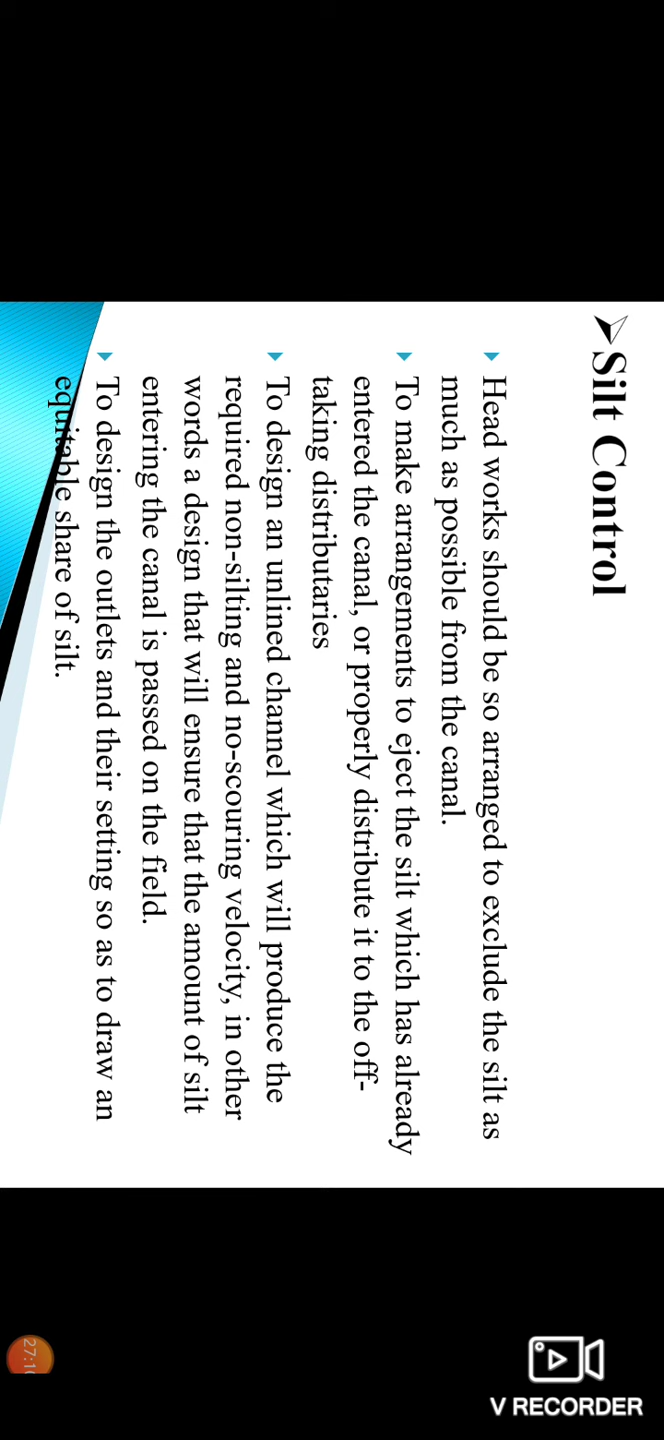 Silt Control
Head works should be so arranged to exclude the silt as
much as possible from the canal.
To make arrangements to eject the silt which has already
entered the canal, or properly distribute it to the off-
taking distributaries
To design an unlined channel which will produce the
required non-silting and no-scouring velocity, in other
words a design that will ensure that the amount of silt
entering the canal is passed on the field.
To design the outlets and their setting so as to draw an
equitable share of silt.
V RECORDER